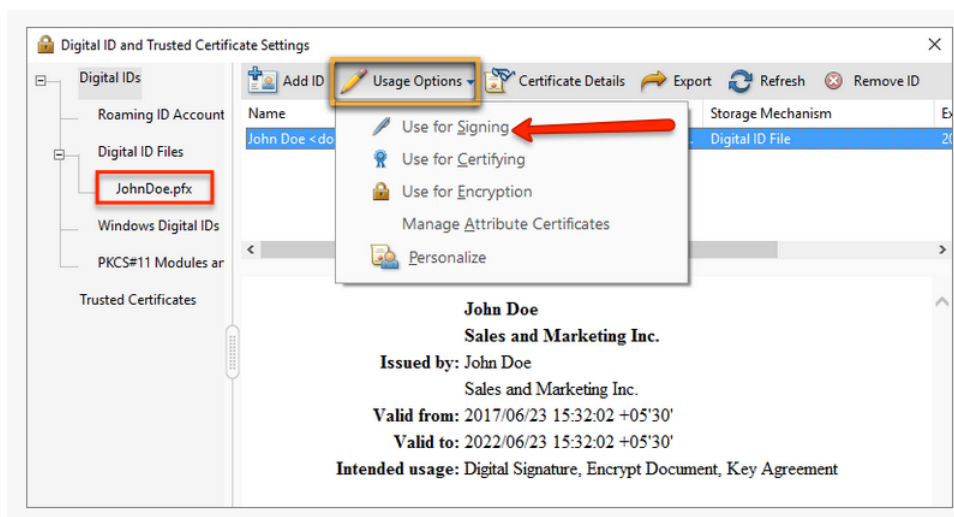 Digital ID and Trusted Certificate Settings
Digital IDs
Roaming ID Account
Digital ID Files
JohnDoe.pfx
Windows Digital IDs
PKCS#11 Modules ar
Trusted Certificates
Add ID Usage Options Certificate Details Export Refresh Remove ID
Name Storage Mechanism Ex
John Doe <do Digital ID File 20
Use for Signing
Use for Certifying
Use for Encryption
Manage Attribute Certificates
Personalize
John Doe
Sales and Marketing Inc.
Issued by: John Doe
Sales and Marketing Inc.
Valid from: 2017/06/23 15:32:02 +05'30'
Valid to: 2022/06/23 15:32:02 +05'30'
Intended usage: Digital Signature, Encrypt Document, Key Agreement